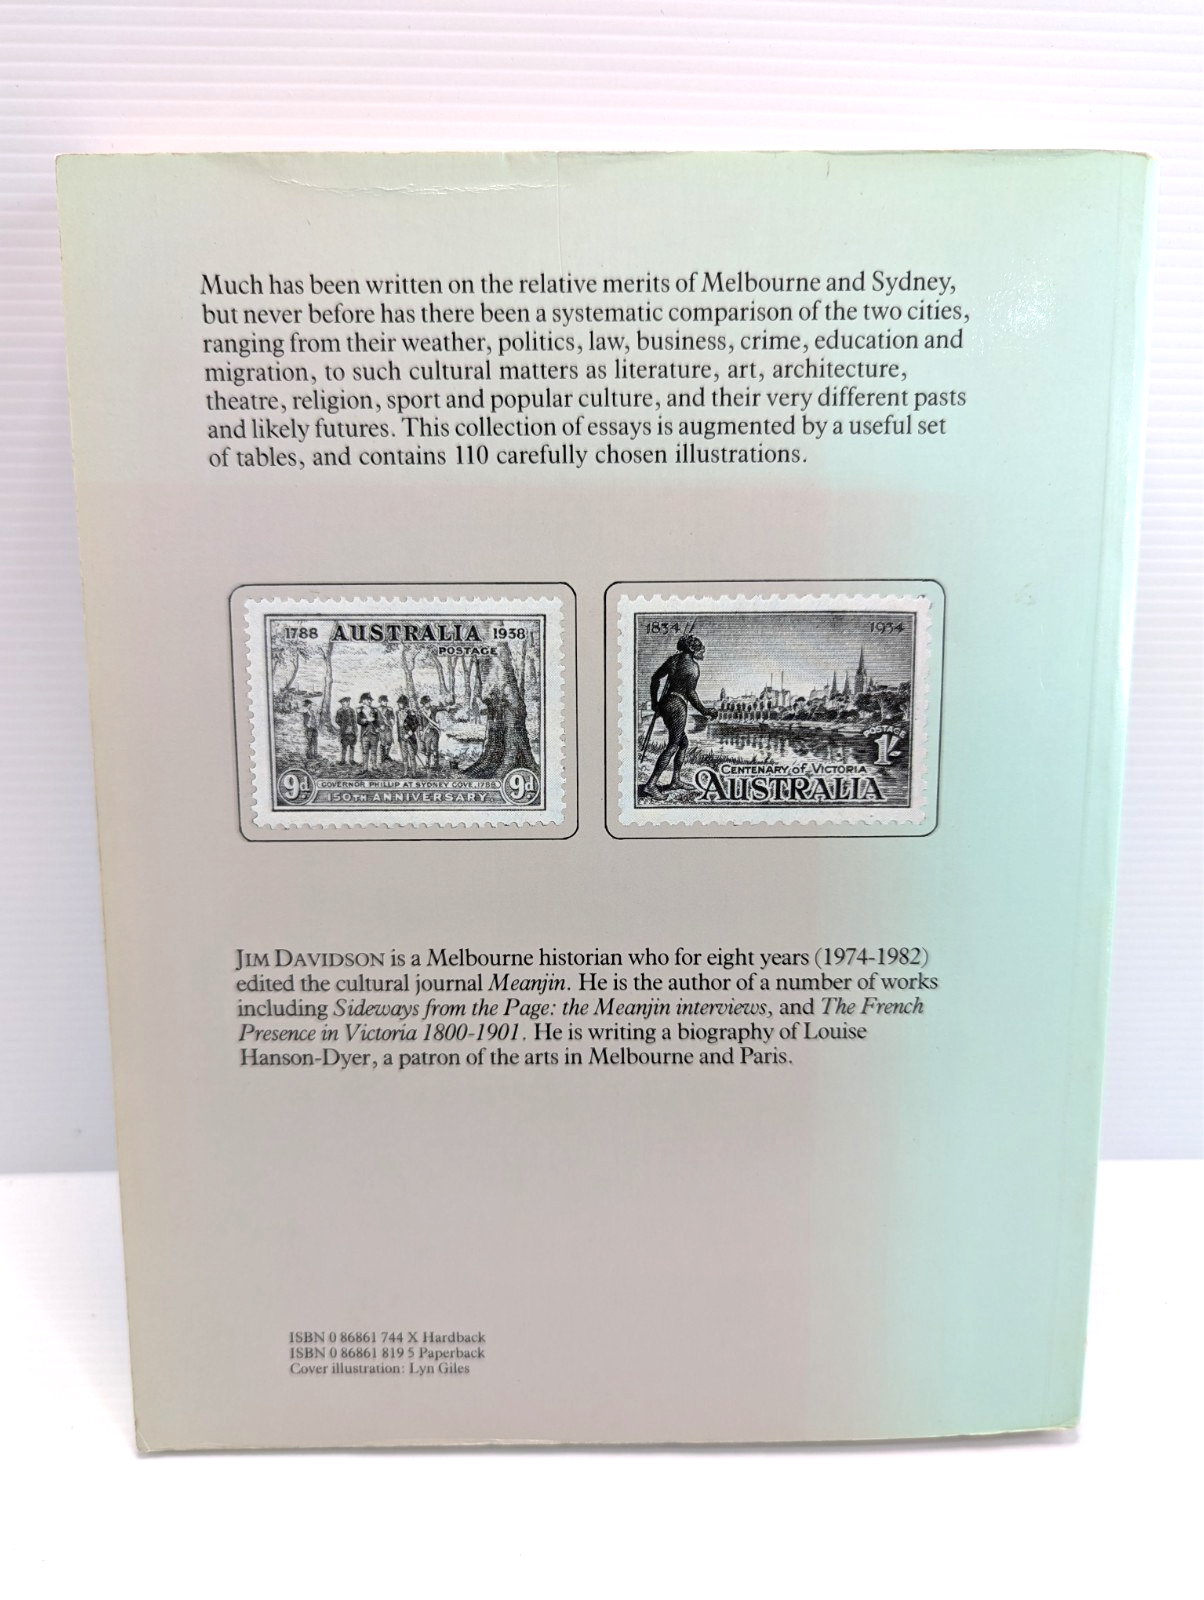 Much has been written on the relative merits of Melbourne and Sydney,
but never before has there been a systematic comparison of the two cities,
ranging from their weather, politics, law, business, crime, education and
migration, to such cultural matters as literature, art, architecture,
theatre, religion, sport and popular culture, and their very different pasts
and likely futures. This collection of essays is augmented by a useful set
of tables, and contains 110 carefully chosen illustrations.
1788 AUSTRALIA 1938
POSTAGE
9d GOVERNOR PHILLIP AT SYDNEY COVE, 1788 9d
150TH ANNIVERSARY
1834 1934
POSTAGE
1/-
CENTENARY of VICTORIA
AUSTRALIA
JIM DAVIDSON is a Melbourne historian who for eight years (1974-1982)
edited the cultural journal Meanjin. He is the author of a number of works
including Sideways from the Page: the Meanjin interviews, and The French
Presence in Victoria 1800-1901. He is writing a biography of Louise
Hanson-Dyer, a patron of the arts in Melbourne and Paris.
ISBN 0 86861 744 X Hardback
ISBN 0 86861 819 5 Paperback
Cover illustration: Lyn Giles